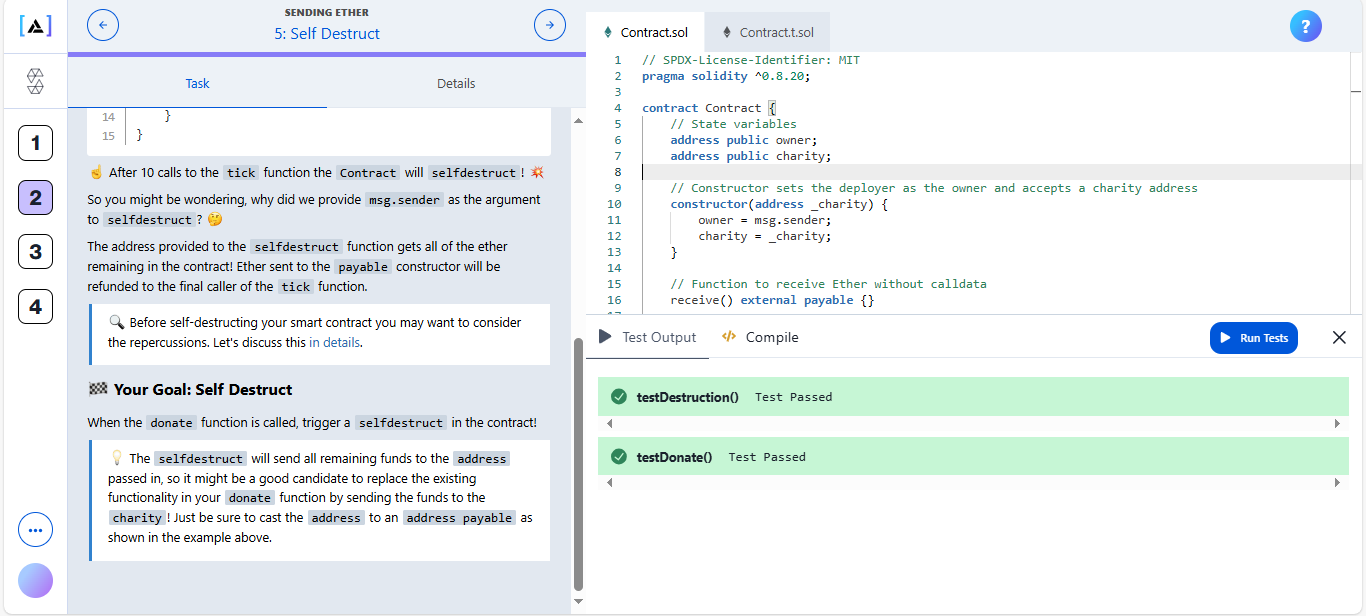 SENDING ETHER
5: Self Destruct
Task
Details
1
2
3
4
14 }
15 }
☝️ After 10 calls to the tick function the Contract will selfdestruct! 💥
So you might be wondering, why did we provide msg.sender as the argument
to selfdestruct? 🤔
The address provided to the selfdestruct function gets all of the ether
remaining in the contract! Ether sent to the payable constructor will be
refunded to the final caller of the tick function.
🔍 Before self-destructing your smart contract you may want to consider
the repercussions. Let's discuss this in details.
🏁 Your Goal: Self Destruct
When the donate function is called, trigger a selfdestruct in the contract!
💡 The selfdestruct will send all remaining funds to the address
passed in, so it might be a good candidate to replace the existing
functionality in your donate function by sending the funds to the
charity! Just be sure to cast the address to an address payable as
shown in the example above.
Contract.sol
Contract.t.sol
?
1 // SPDX-License-Identifier: MIT
2 pragma solidity ^0.8.20;
3
4 contract Contract {
5 // State variables
6 address public owner;
7 address public charity;
8
9 // Constructor sets the deployer as the owner and accepts a charity address
10 constructor(address _charity) {
11 owner = msg.sender;
12 charity = _charity;
13 }
14
15 // Function to receive Ether without calldata
16 receive() external payable {}
Test Output
Compile
Run Tests
testDestruction() Test Passed
testDonate() Test Passed